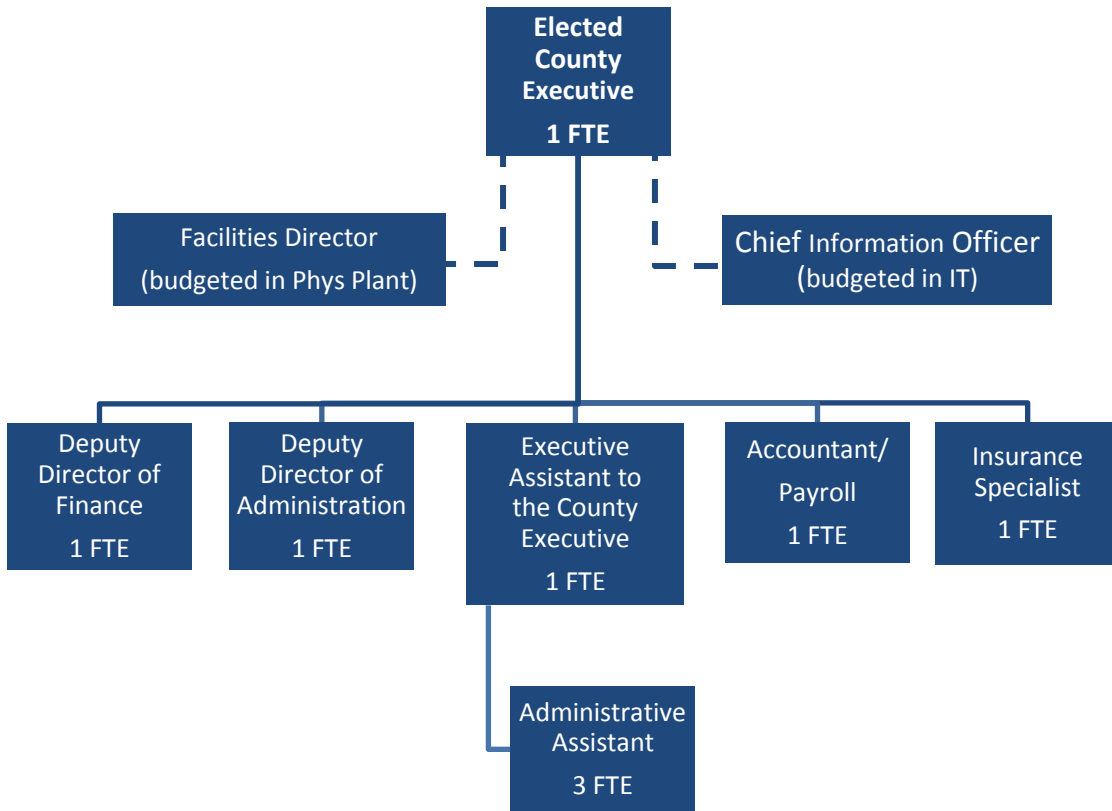 Elected
County
Executive
1 FTE
Facilities Director
(budgeted in Phys Plant)
Chief Information Officer
(budgeted in IT)
Deputy
Director of
Finance
1 FTE
Deputy
Director of
Administration
1 FTE
Executive
Assistant to
the County
Executive
1 FTE
Accountant/
Payroll
1 FTE
Insurance
Specialist
1 FTE
Administrative
Assistant
3 FTE